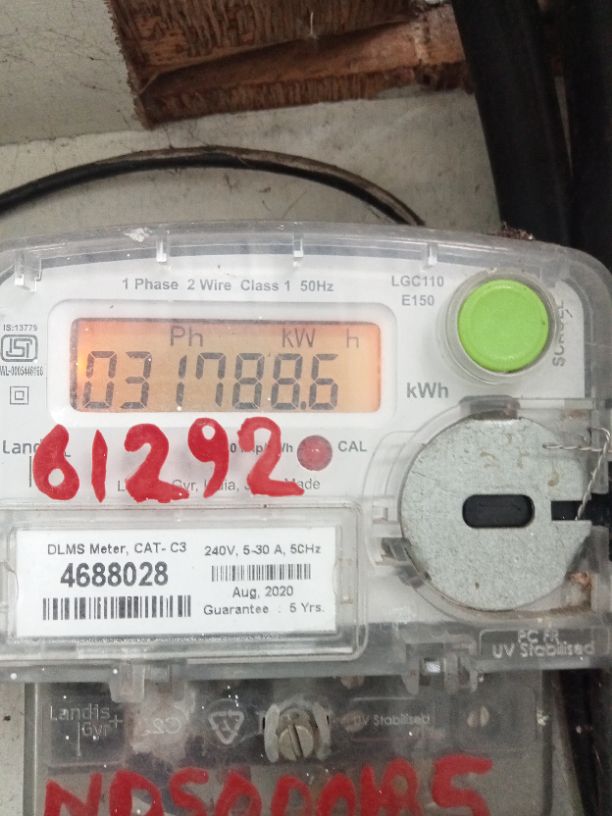 1 Phase 2 Wire Class 1 50Hz
LGC110
E150
IS:13779
Ph kW h
031788.6
kWh
SCROLL
CAL
61292
DLMS Meter, CAT- C3
4688028
240V, 5-30 A, 50Hz
Aug, 2020
Guarantee : 5 Yrs.
UV Stabilised
Landis
Gyr+
UV Stabilised